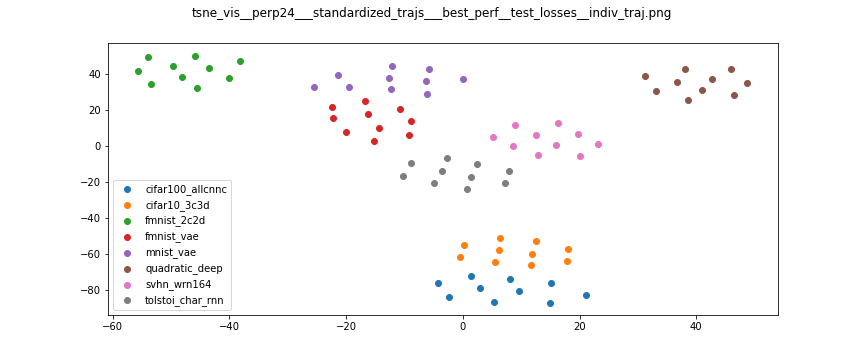 tsne_vis__perp24___standardized_trajs___best_perf__test_losses__indiv_traj.png
40
20
0
−20
−40
−60
−80
cifar100_allcnnc
cifar10_3c3d
fmnist_2c2d
fmnist_vae
mnist_vae
quadratic_deep
svhn_wrn164
tolstoi_char_rnn
−60 −40 −20 0 20 40